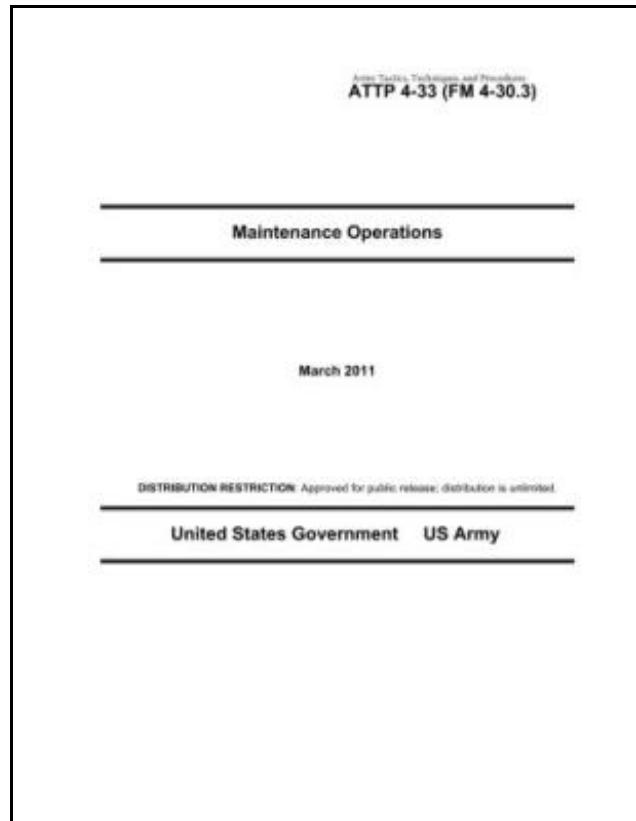 Army Tactics, Techniques, and Procedures
ATTP 4-33 (FM 4-30.3)
Maintenance Operations
March 2011
DISTRIBUTION RESTRICTION: Approved for public release; distribution is unlimited.
United States Government US Army